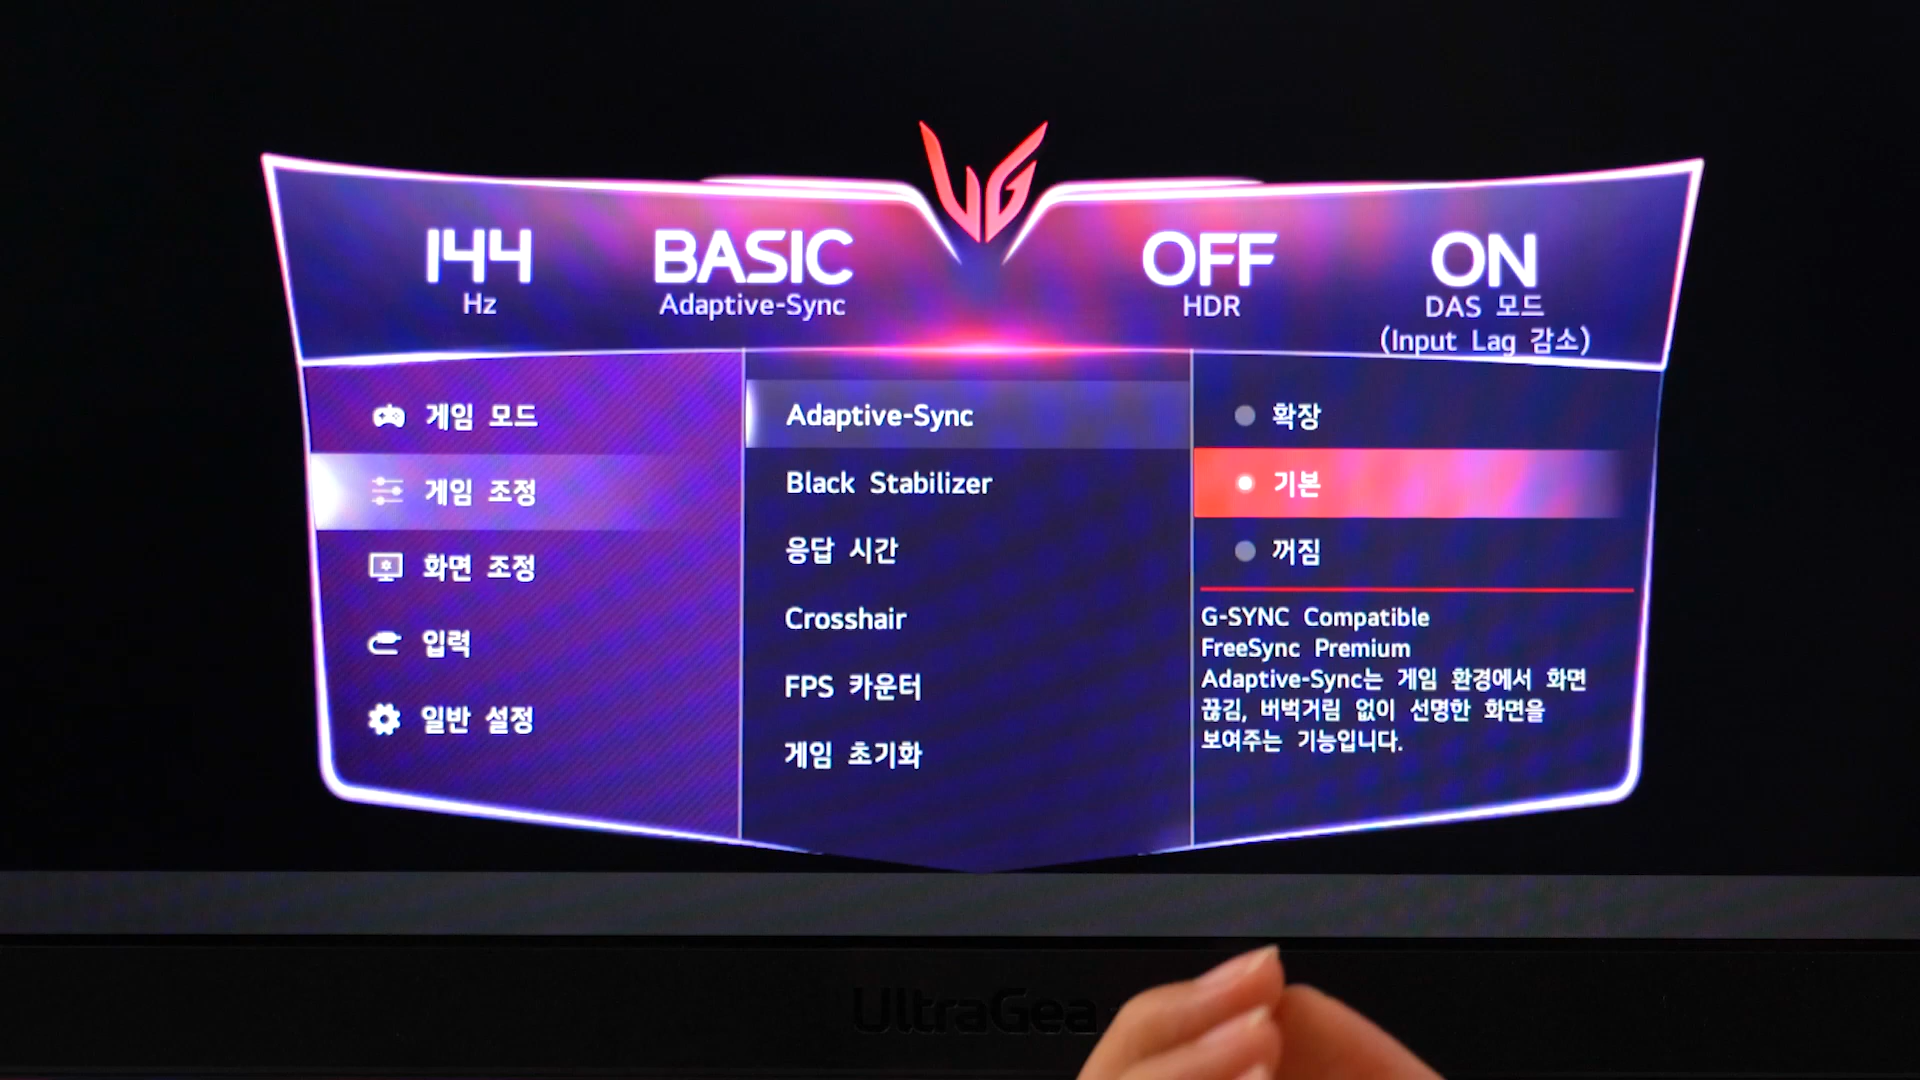 UG
144
Hz
BASIC
Adaptive-Sync
OFF
HDR
ON
DAS 모드
(Input Lag 감소)
게임 모드
게임 조정
화면 조정
입력
일반 설정
Adaptive-Sync
Black Stabilizer
응답 시간
Crosshair
FPS 카운터
게임 초기화
확장
기본
꺼짐
G-SYNC Compatible
FreeSync Premium
Adaptive-Sync는 게임 환경에서 화면
끊김, 버벅거림 없이 선명한 화면을
보여주는 기능입니다.
UltraGea